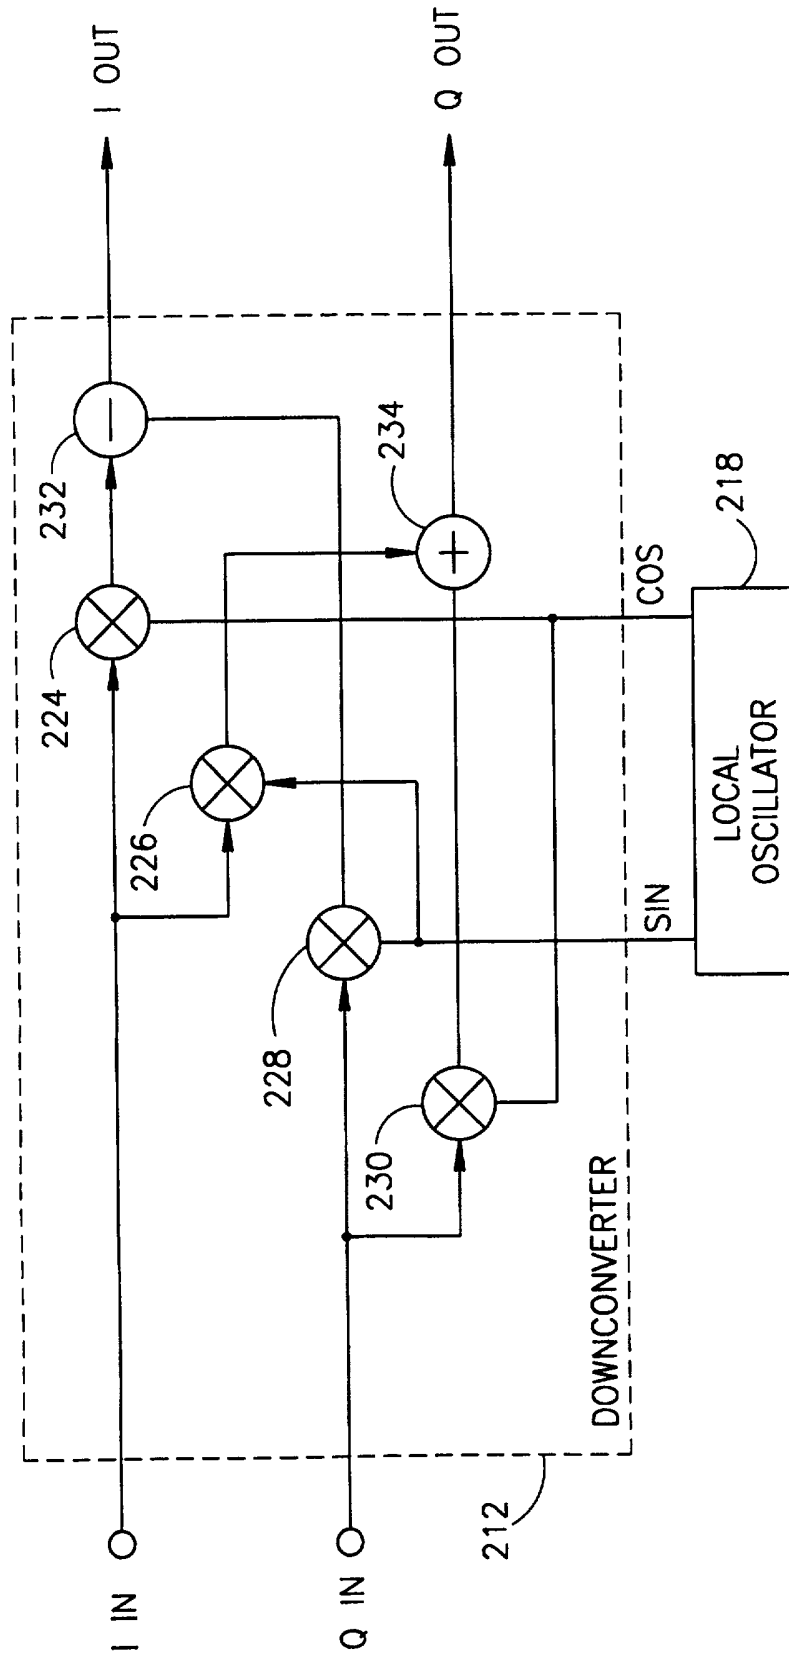 I IN
I OUT
232
224
226
Q IN
Q OUT
228
230
234
DOWNCONVERTER
212
SIN
COS
LOCAL
OSCILLATOR
218